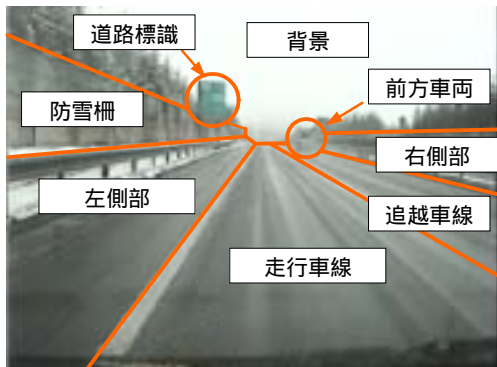 道路標識
背景
前方車両
防雪柵
右側部
左側部
追越車線
走行車線